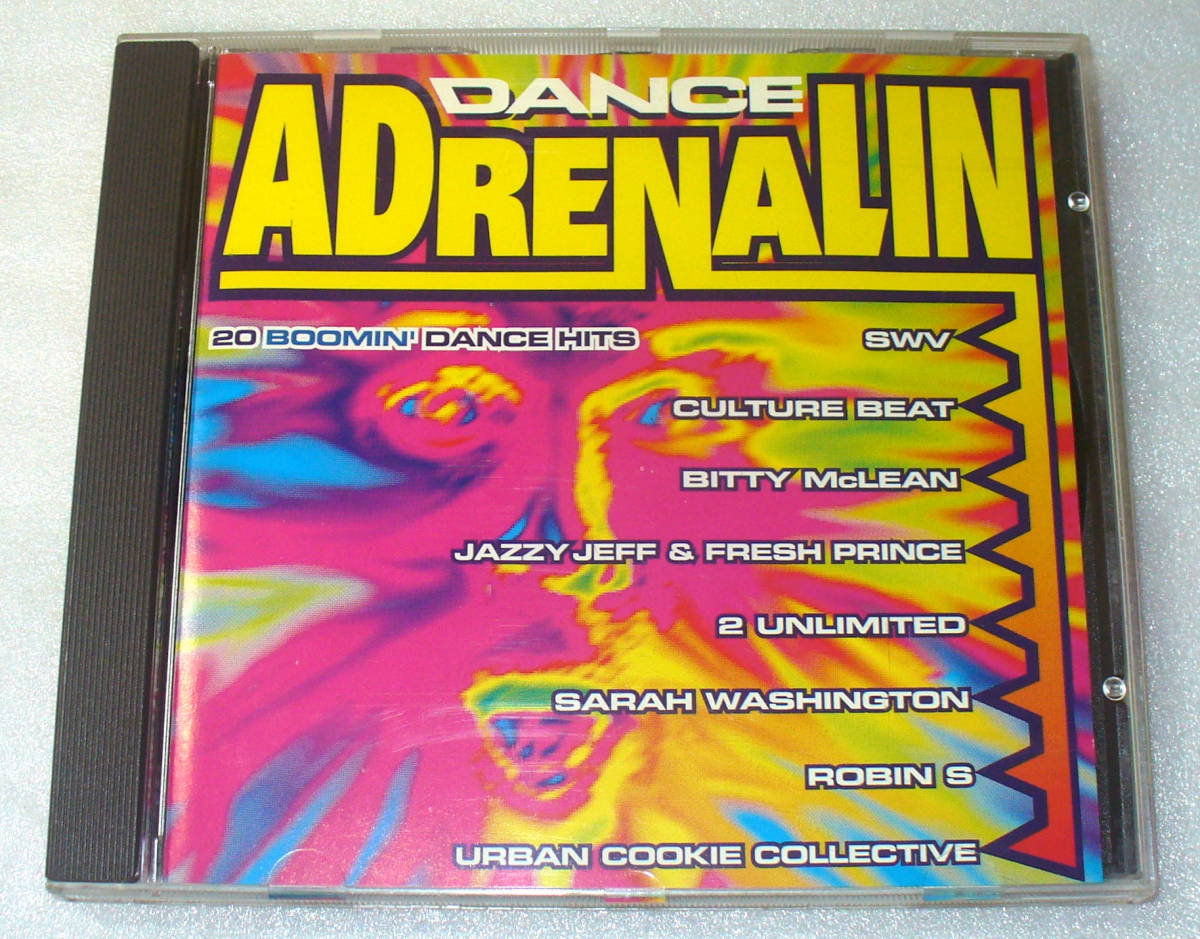 DANCE
ADRENALIN
20 BOOMIN' DANCE HITS
SWV
CULTURE BEAT
BITTY McLEAN
JAZZY JEFF & FRESH PRINCE
2 UNLIMITED
SARAH WASHINGTON
ROBIN S
URBAN COOKIE COLLECTIVE